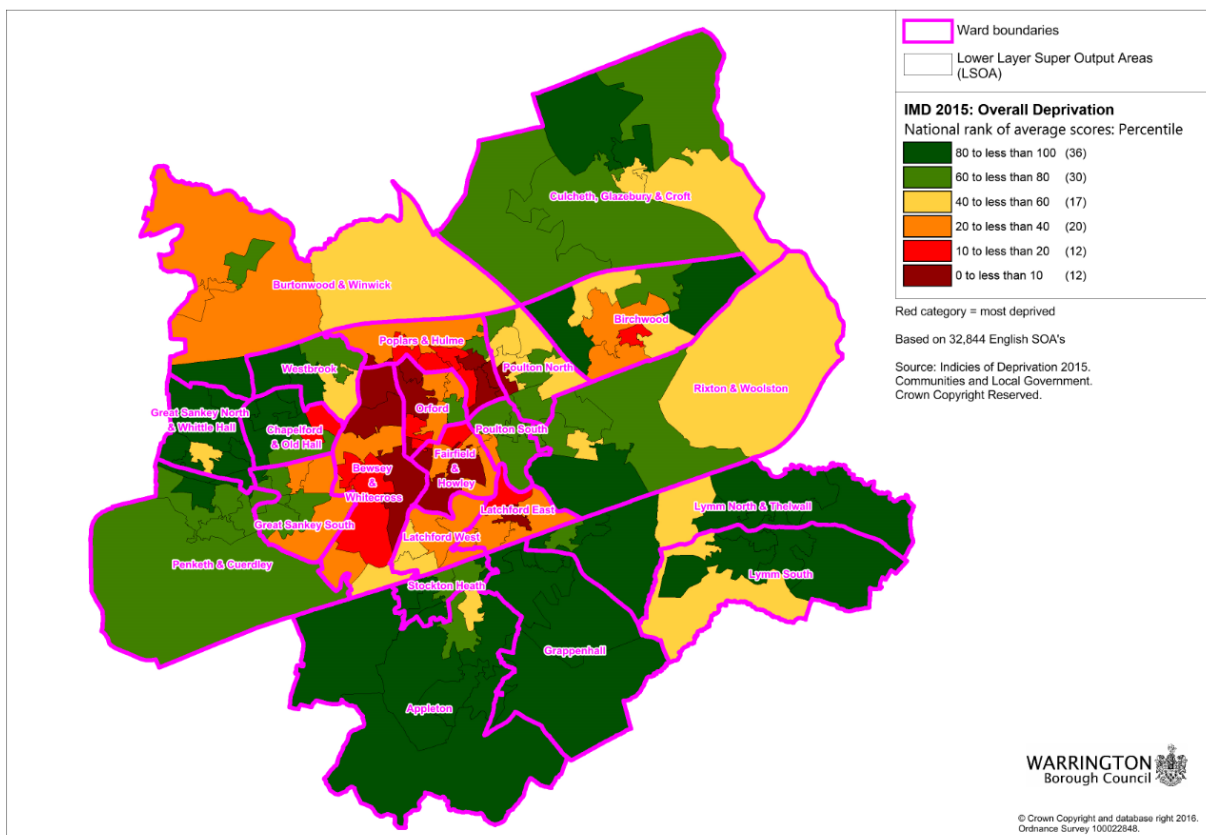 Ward boundaries
Lower Layer Super Output Areas
(LSOA)
IMD 2015: Overall Deprivation
National rank of average scores: Percentile
80 to less than 100 (36)
60 to less than 80 (30)
40 to less than 60 (17)
20 to less than 40 (20)
10 to less than 20 (12)
0 to less than 10 (12)
Red category = most deprived
Based on 32,844 English SOA's
Source: Indicies of Deprivation 2015.
Communities and Local Government.
Crown Copyright Reserved.
Culcheth, Glazebury & Croft
Burtonwood & Winwick
Birchwood
Poplars & Hulme
Westbrook
Poulton North
Rixton & Woolston
Great Sankey North
& Whittle Hall
Orford
Chapelford
& Old Hall
Poulton South
Fairfield
&
Howley
Bewsey
&
Whitecross
Great Sankey South
Latchford East
Lymm North & Thelwall
Latchford West
Penketh & Cuerdley
Lymm South
Stockton Heath
Grappenhall
Appleton
WARRINGTON
Borough Council
© Crown Copyright and database right 2016.
Ordnance Survey 100022848.